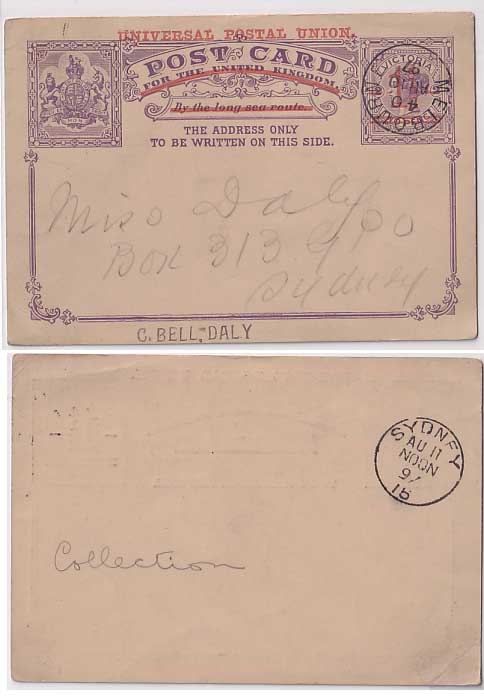 UNIVERSAL POSTAL UNION.
POST CARD
FOR THE UNITED KINGDOM
By the long sea route.
THE ADDRESS ONLY
TO BE WRITTEN ON THIS SIDE.
VICTORIA
MELBOURNE
Miss Daly
Box 313 GPO
Sydney
C. BELL, DALY
SYDNEY
AU 11
NOON
97
16
Collection